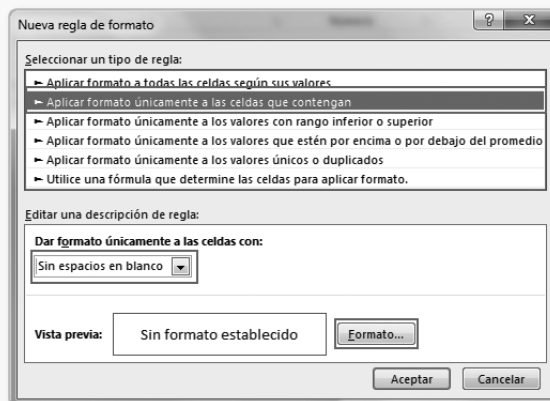 Nueva regla de formato
Seleccionar un tipo de regla:
► Aplicar formato a todas las celdas según sus valores
► Aplicar formato únicamente a las celdas que contengan
► Aplicar formato únicamente a los valores con rango inferior o superior
► Aplicar formato únicamente a los valores que estén por encima o por debajo del promedio
► Aplicar formato únicamente a los valores únicos o duplicados
► Utilice una fórmula que determine las celdas para aplicar formato.
Editar una descripción de regla:
Dar formato únicamente a las celdas con:
Sin espacios en blanco
Vista previa: Sin formato establecido Formato...
Aceptar Cancelar